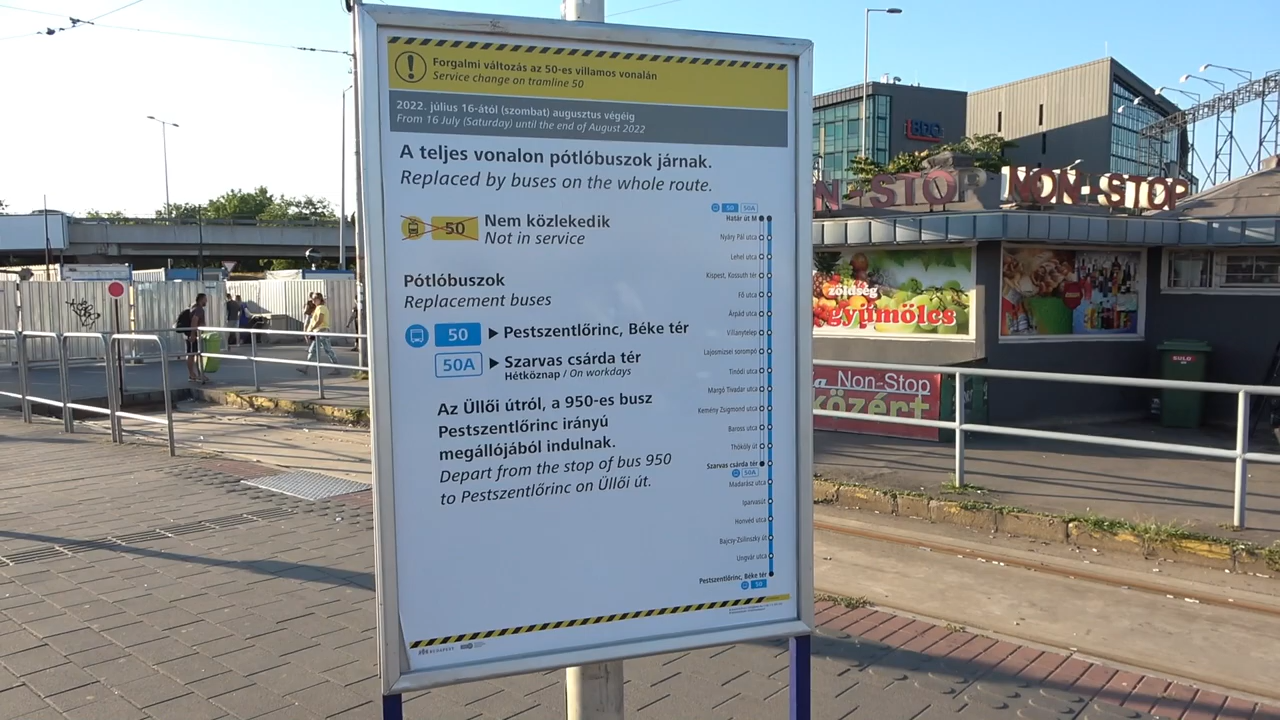 Forgalmi változás az 50-es villamos vonalán
Service change on tramline 50
2022. július 16-ától (szombat) augusztus végéig
From 16 July (Saturday) until the end of August 2022
A teljes vonalon pótlóbuszok járnak.
Replaced by buses on the whole route.
50
Nem közlekedik
Not in service
Pótlóbuszok
Replacement buses
50 Pestszentlőrinc, Béke tér
50A Szarvas csárda tér
Hétköznap / On workdays
Az Üllői útról, a 950-es busz
Pestszentlőrinc irányú
megállójából indulnak.
Depart from the stop of bus 950
to Pestszentlőrinc on Üllői út.
50 50A
Határ út M
Nyáry Pál utca
Lehel utca
Kispest, Kossuth tér
Fő utca
Árpád utca
Villanytelep
Lajosmizsei sorompó
Tinódi utca
Margó Tivadar utca
Kemény Zsigmond utca
Baross utca
Thököly út
Szarvas csárda tér
50A
Madarász utca
Iparvasút
Honvéd utca
Bajcsy-Zsilinszky út
Ungvár utca
Pestszentlőrinc, Béke tér
50
BUDAPEST
NON-STOP
NON-STOP
zöldség
gyümölcs
Non-Stop
közért